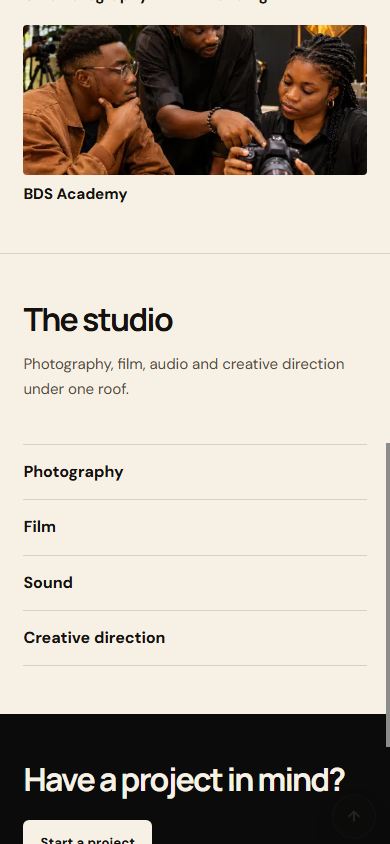 BDS Academy
The studio
Photography, film, audio and creative direction
under one roof.
Photography
Film
Sound
Creative direction
Have a project in mind?
Start a project